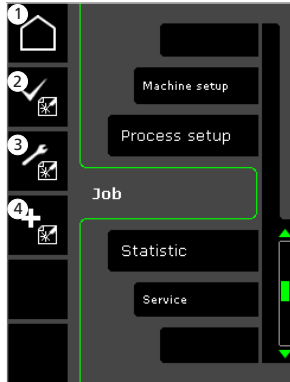 1
2
3
4
Machine setup
Process setup
Job
Statistic
Service